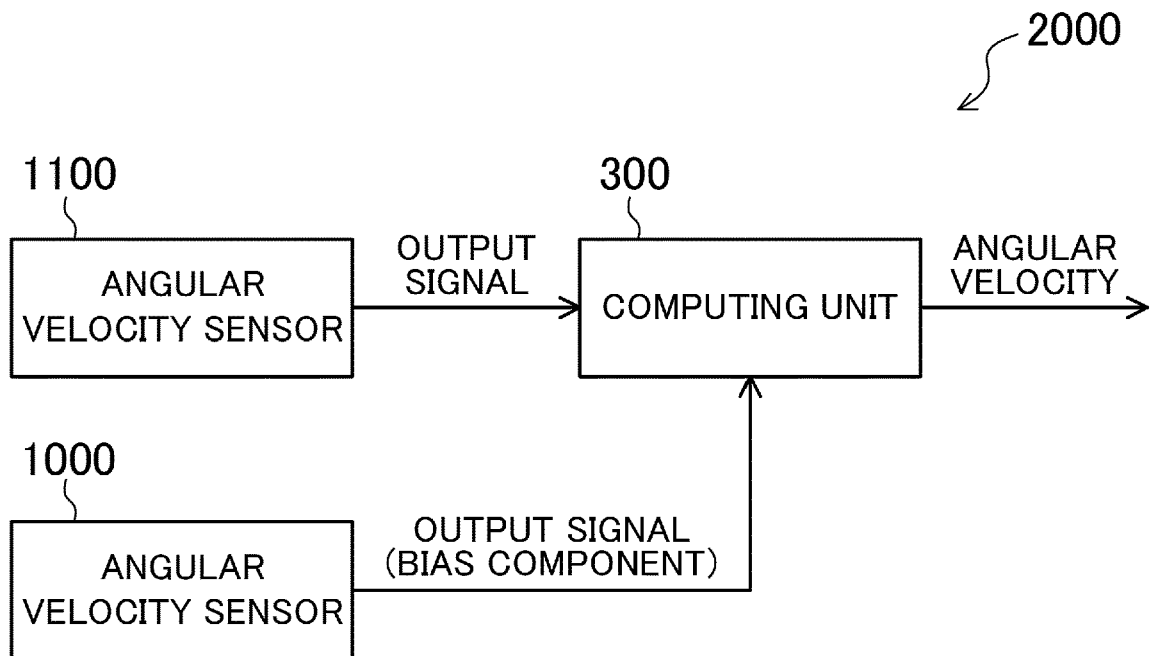 2000
1100
300
ANGULAR
VELOCITY SENSOR
OUTPUT
SIGNAL
COMPUTING UNIT
ANGULAR
VELOCITY
1000
ANGULAR
VELOCITY SENSOR
OUTPUT SIGNAL
(BIAS COMPONENT)